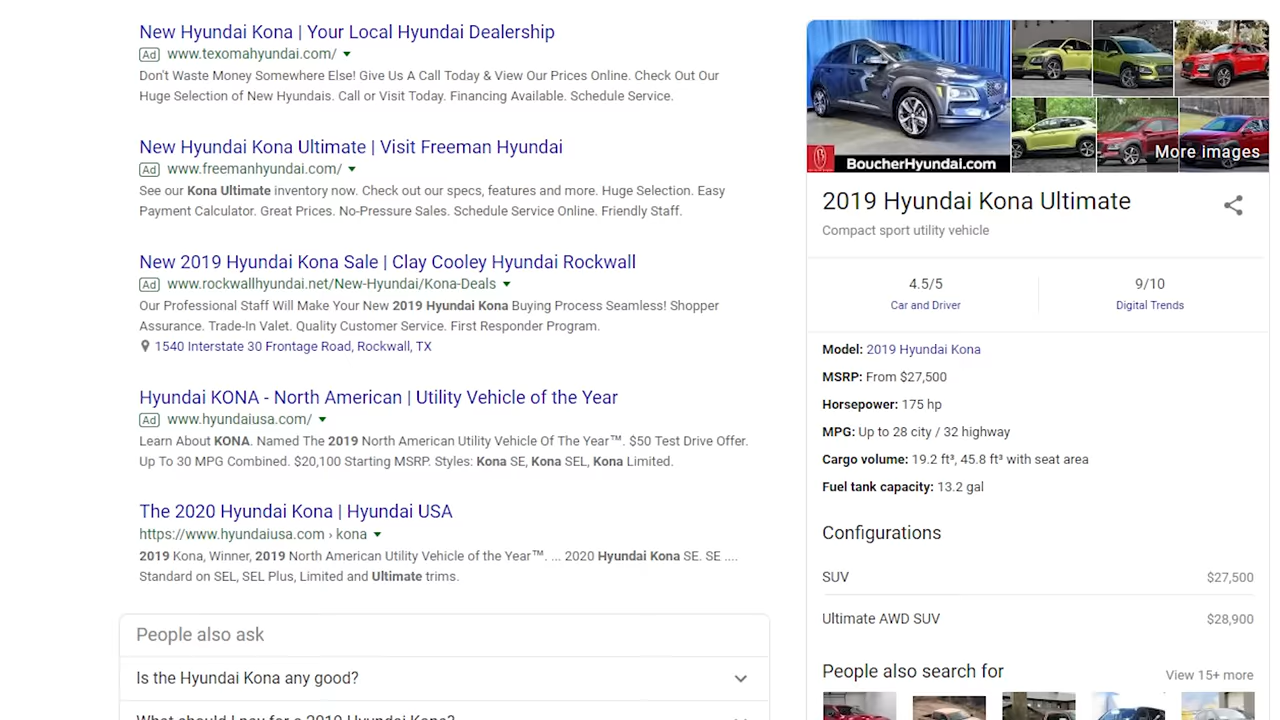 New Hyundai Kona | Your Local Hyundai Dealership
Ad www.texomahyundai.com/
Don't Waste Money Somewhere Else! Give Us A Call Today & View Our Prices Online. Check Out Our
Huge Selection of New Hyundais. Call or Visit Today. Financing Available. Schedule Service.
New Hyundai Kona Ultimate | Visit Freeman Hyundai
Ad www.freemanhyundai.com/
See our Kona Ultimate inventory now. Check out our specs, features and more. Huge Selection. Easy
Payment Calculator. Great Prices. No-Pressure Sales. Schedule Service Online. Friendly Staff.
New 2019 Hyundai Kona Sale | Clay Cooley Hyundai Rockwall
Ad www.rockwallhyundai.net/New-Hyundai/Kona-Deals
Our Professional Staff Will Make Your New 2019 Hyundai Kona Buying Process Seamless! Shopper
Assurance. Trade-In Valet. Quality Customer Service. First Responder Program.
1540 Interstate 30 Frontage Road, Rockwall, TX
Hyundai KONA - North American | Utility Vehicle of the Year
Ad www.hyundaiusa.com/
Learn About KONA. Named The 2019 North American Utility Vehicle Of The Year™. $50 Test Drive Offer.
Up To 30 MPG Combined. $20,100 Starting MSRP. Styles: Kona SE, Kona SEL, Kona Limited.
The 2020 Hyundai Kona | Hyundai USA
https://www.hyundaiusa.com › kona
2019 Kona, Winner, 2019 North American Utility Vehicle of the Year™. ... 2020 Hyundai Kona SE. SE ....
Standard on SEL, SEL Plus, Limited and Ultimate trims.
People also ask
Is the Hyundai Kona any good?
What should I pay for a 2019 Hyundai Kona?
BoucherHyundai.com
More images
2019 Hyundai Kona Ultimate
Compact sport utility vehicle
4.5/5 9/10
Car and Driver Digital Trends
Model: 2019 Hyundai Kona
MSRP: From $27,500
Horsepower: 175 hp
MPG: Up to 28 city / 32 highway
Cargo volume: 19.2 ft³, 45.8 ft³ with seat area
Fuel tank capacity: 13.2 gal
Configurations
SUV $27,500
Ultimate AWD SUV $28,900
People also search for View 15+ more